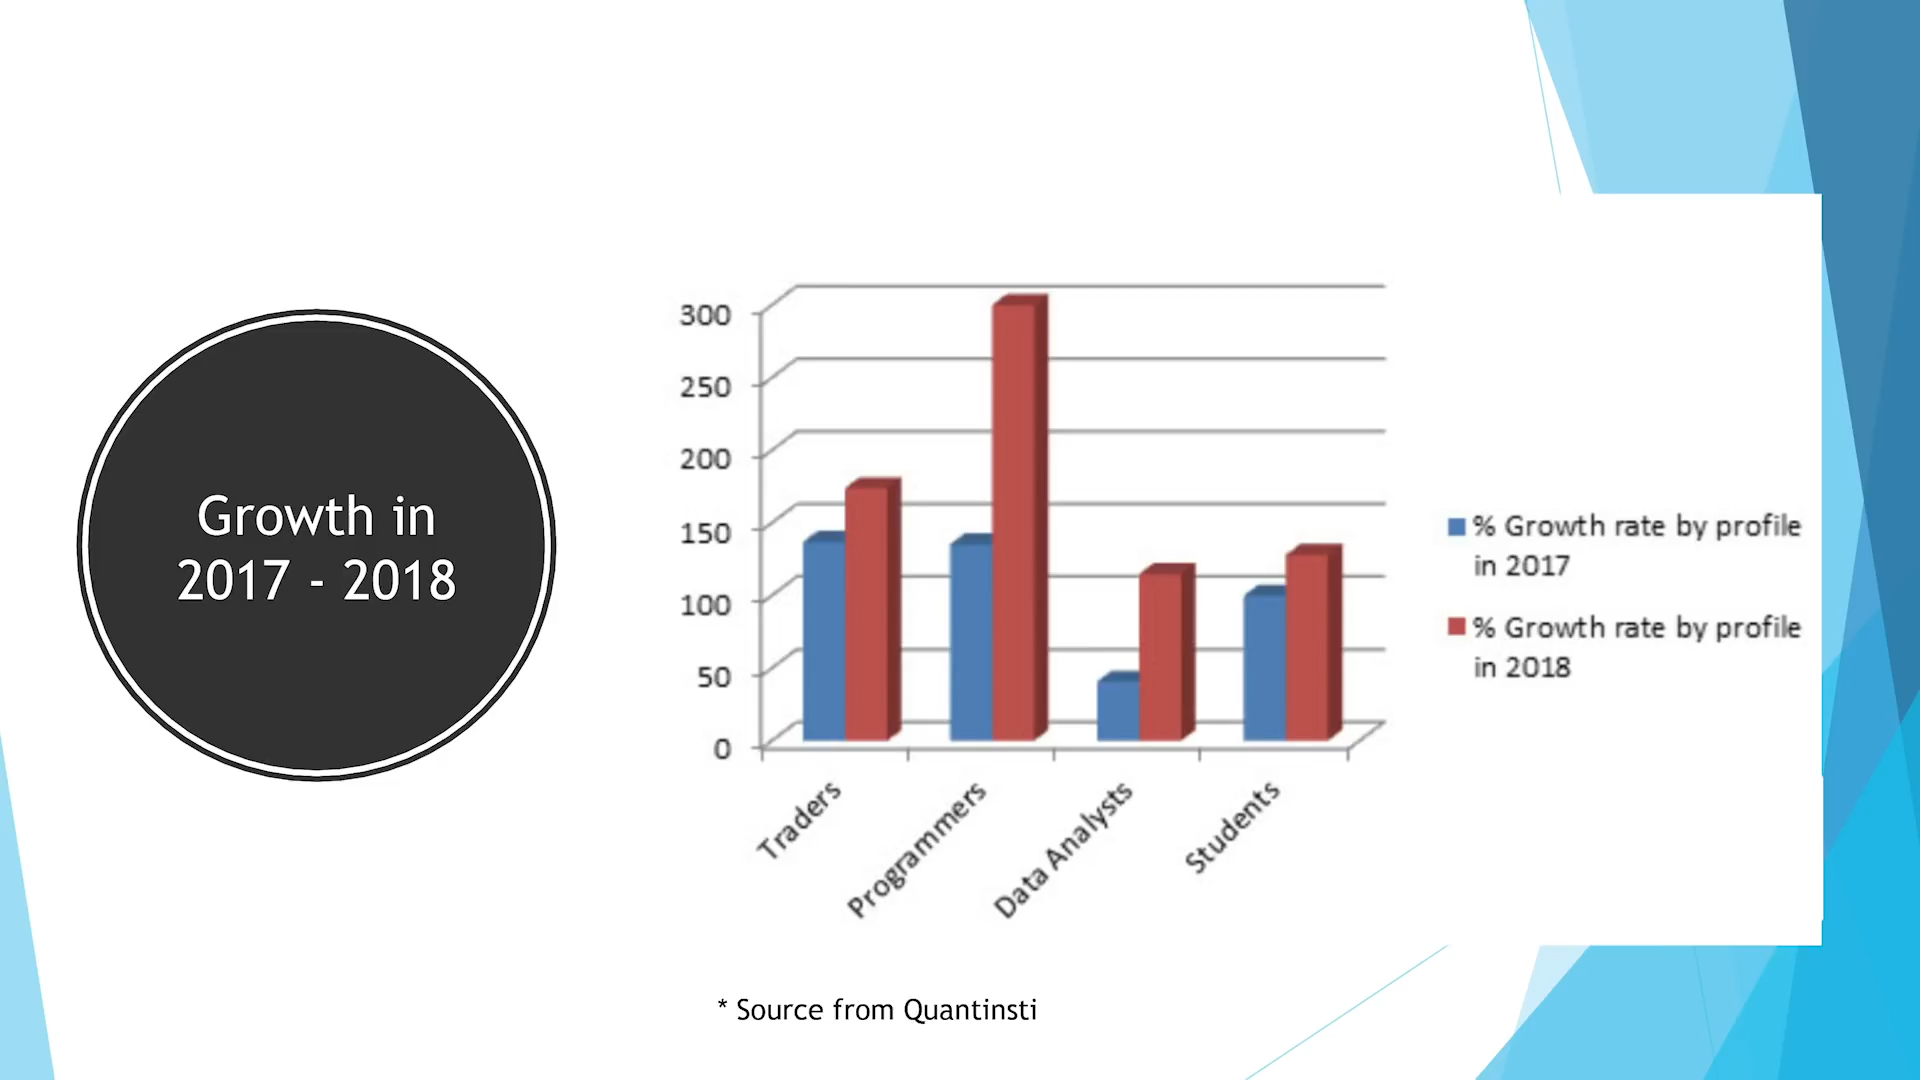 Growth in
2017 - 2018
300
250
200
150
100
50
0
Traders
Programmers
Data Analysts
Students
% Growth rate by profile
in 2017
% Growth rate by profile
in 2018
* Source from Quantinsti